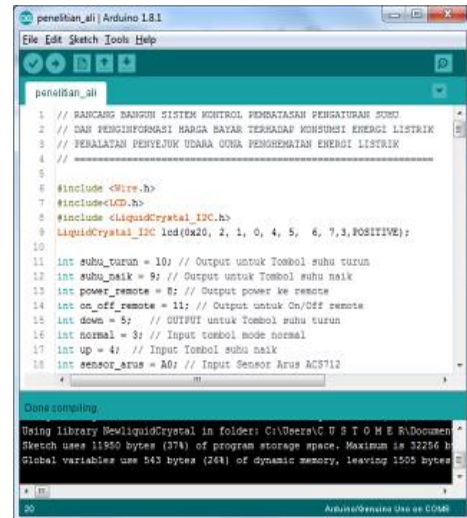 penelitian_ali | Arduino 1.8.1
File Edit Sketch Tools Help
penelitian_ali
1 // RANCANG BANGUN SISTEM KONTROL PEMBATASAN PENGATURAN SUHU
2 // DAN PENGINFORMASI HARGA BAYAR TERHADAP KONSUMSI ENERGI LISTRIK
3 // PERALATAN PENYEJUK UDARA GUNA PENGHEMATAN ENERGI LISTRIK
4 // ==========================================================
5
6 #include <Wire.h>
7 #include<LCD.h>
8 #include <LiquidCrystal_I2C.h>
9 LiquidCrystal_I2C lcd(0x20, 2, 1, 0, 4, 5, 6, 7,3,POSITIVE);
10
11 int suhu_turun = 10; // Output untuk Tombol suhu turun
12 int suhu_naik = 9; // Output untuk Tombol suhu naik
13 int power_remote = 8; // Output power ke remote
14 int on_off_remote = 11; // Output untuk On/Off remote
15 int down = 5; // OUTPUT untuk Tombol suhu turun
16 int normal = 3; // Input tombol mode normal
17 int up = 4; // Input Tombol suhu naik
18 int sensor_arus = A0; // Input Sensor Arus ACS712
Done compiling.
Using library NewliquidCrystal in folder: C:\Users\C U S T O M E R\Documen
Sketch uses 11950 bytes (37%) of program storage space. Maximum is 32256 b
Global variables use 543 bytes (26%) of dynamic memory, leaving 1505 bytes
20 Arduino/Genuino Uno on COM8